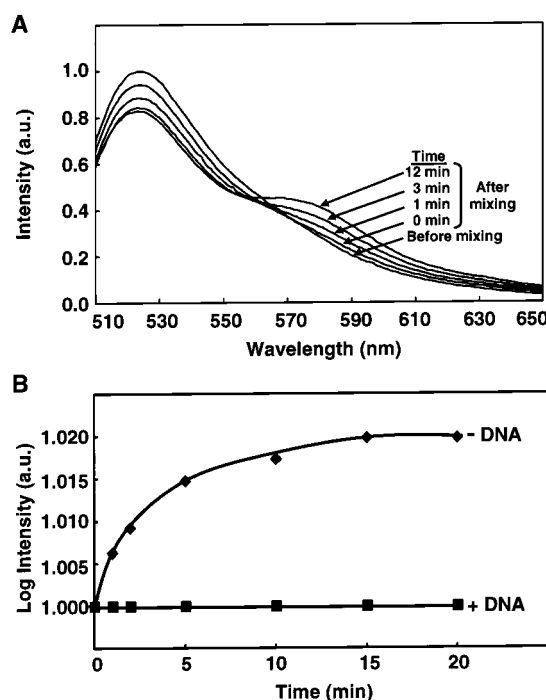 A
Intensity (a.u.)
1.0
0.8
0.6
0.4
0.2
0.0
Time
12 min
3 min
1 min
0 min
Before mixing
After
mixing
510 530 550 570 590 610 630 650
Wavelength (nm)
B
Log Intensity (a.u.)
1.020
1.015
1.010
1.005
1.000
- DNA
+ DNA
0 5 10 15 20
Time (min)